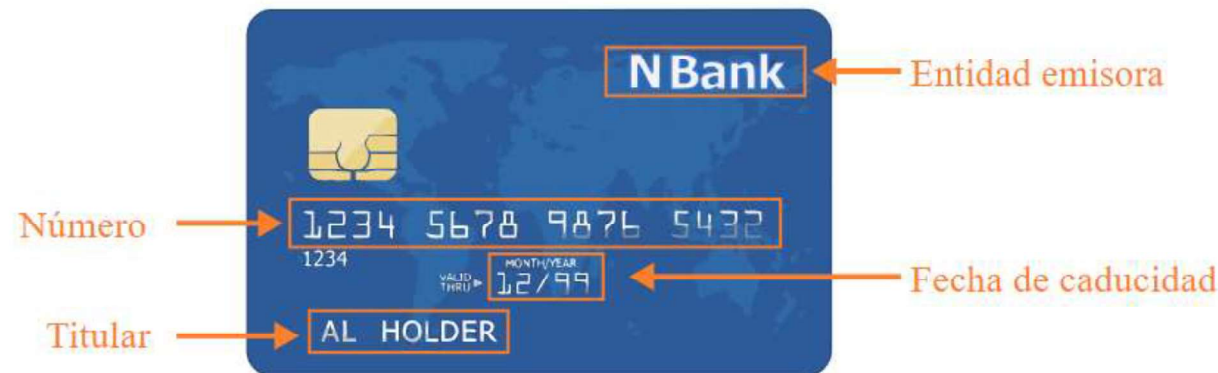 NBank
Entidad emisora
Número
1234 5678 9876 5432
1234
MONTH/YEAR
VALID
THRU
12/99
Fecha de caducidad
Titular
AL HOLDER